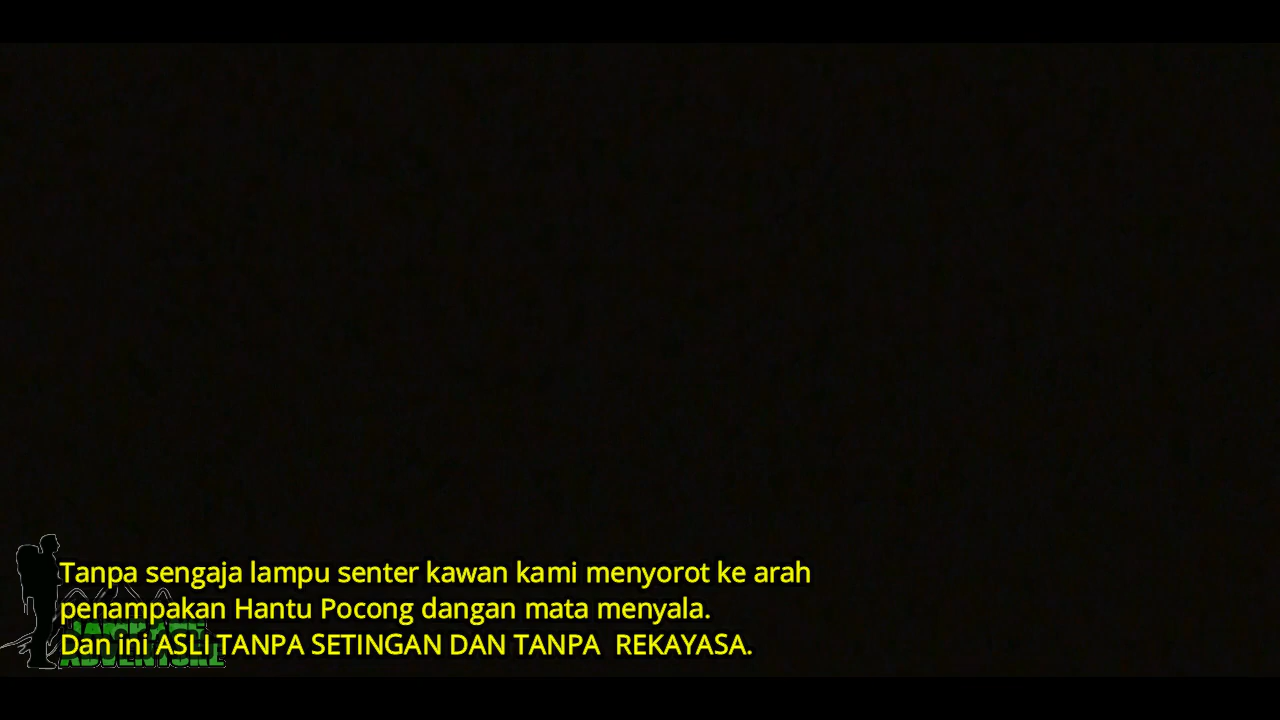 Tanpa sengaja lampu senter kawan kami menyorot ke arah
penampakan Hantu Pocong dangan mata menyala.
Dan ini ASLI TANPA SETINGAN DAN TANPA REKAYASA.
ADVENTURE